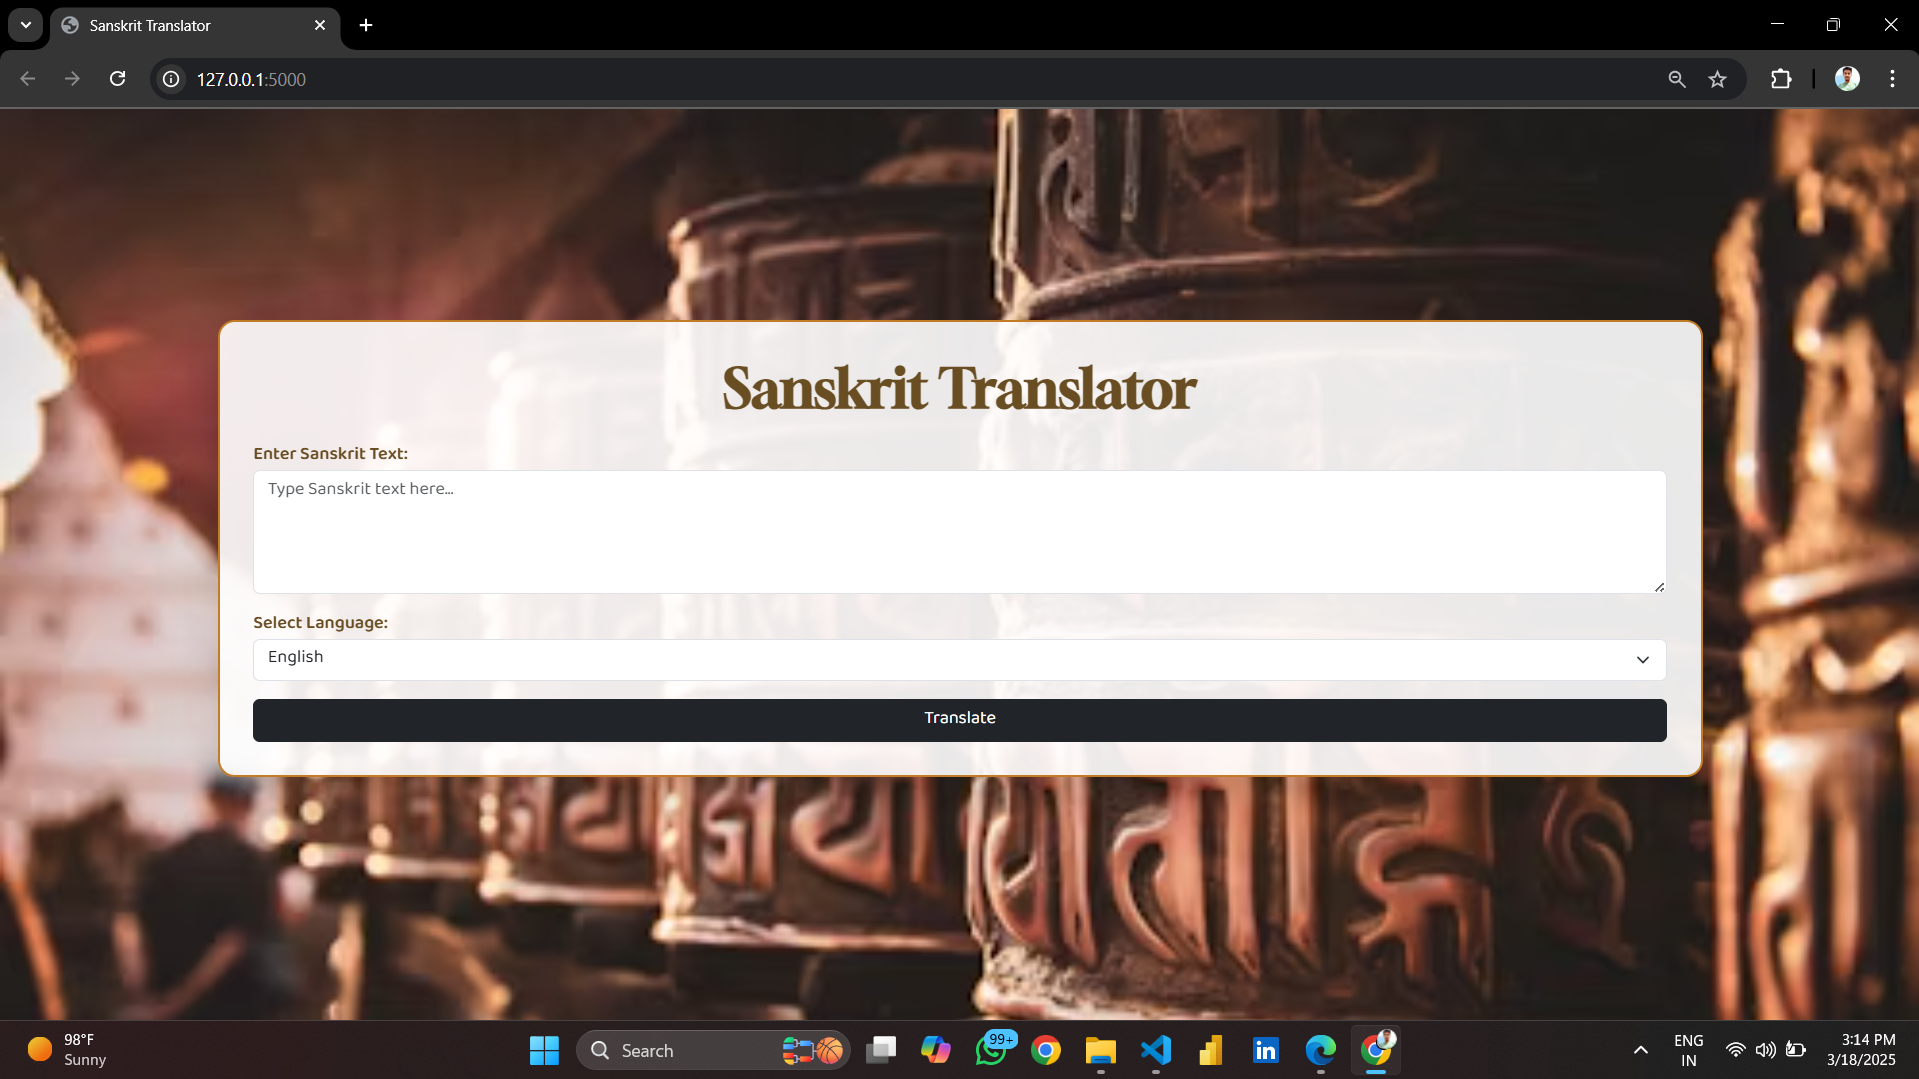 Sanskrit Translator
127.0.0.1:5000
Sanskrit Translator
Enter Sanskrit Text:
Type Sanskrit text here...
Select Language:
English
Translate
98°F
Sunny
Search
99+
in
ENG
IN
3:14 PM
3/18/2025